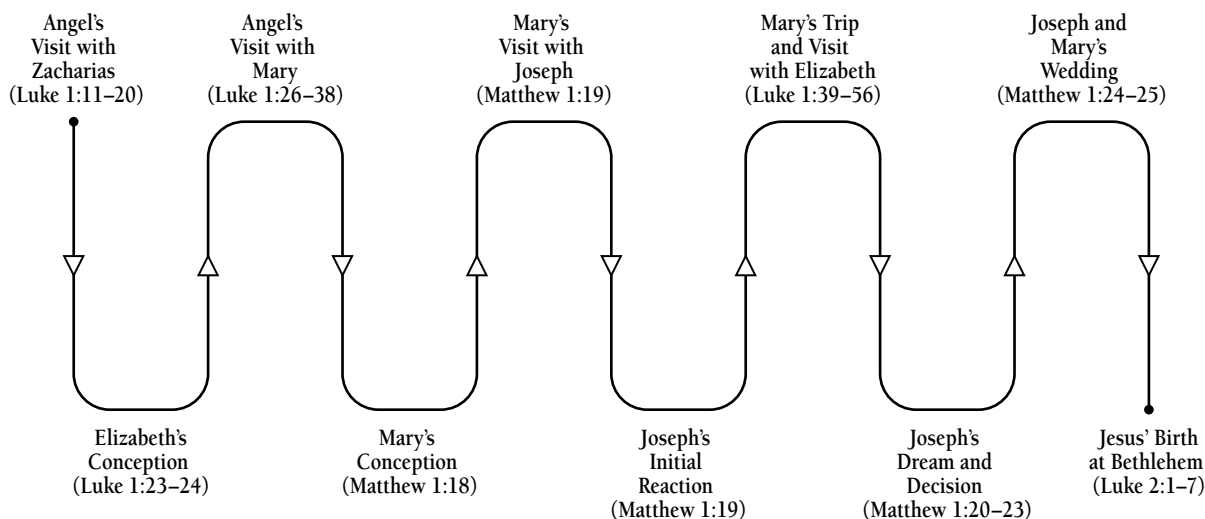 Angel’s
Visit with
Zacharias
(Luke 1:11–20)
Angel’s
Visit with
Mary
(Luke 1:26–38)
Mary’s
Visit with
Joseph
(Matthew 1:19)
Mary’s Trip
and Visit
with Elizabeth
(Luke 1:39–56)
Joseph and
Mary’s
Wedding
(Matthew 1:24–25)
Elizabeth’s
Conception
(Luke 1:23–24)
Mary’s
Conception
(Matthew 1:18)
Joseph’s
Initial
Reaction
(Matthew 1:19)
Joseph’s
Dream and
Decision
(Matthew 1:20–23)
Jesus’ Birth
at Bethlehem
(Luke 2:1–7)